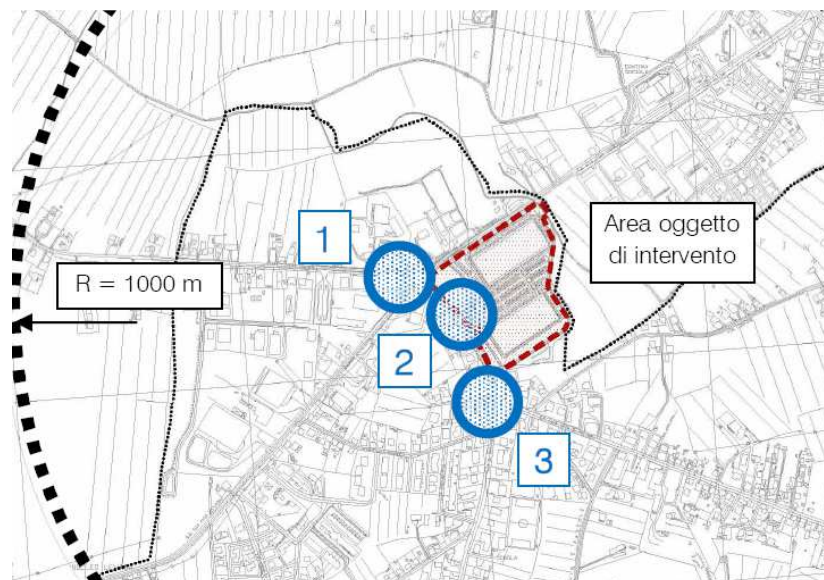 1
Area oggetto
di intervento
R = 1000 m
2
3